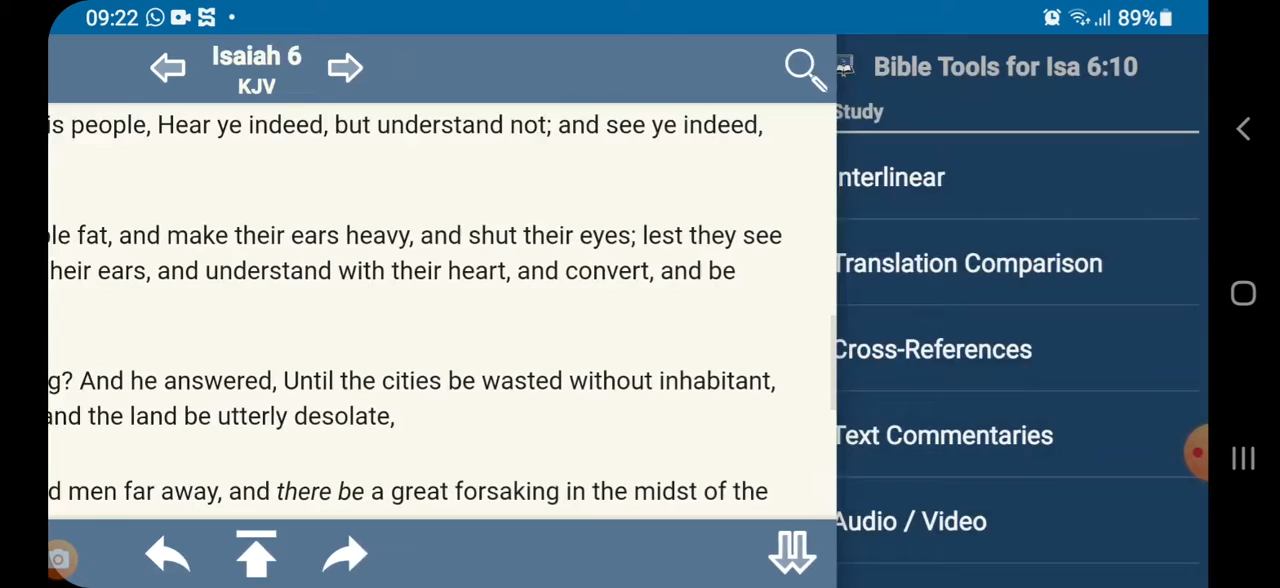 09:22
89%
Isaiah 6
KJV
is people, Hear ye indeed, but understand not; and see ye indeed,
le fat, and make their ears heavy, and shut their eyes; lest they see
heir ears, and understand with their heart, and convert, and be
g? And he answered, Until the cities be wasted without inhabitant,
and the land be utterly desolate,
d men far away, and there be a great forsaking in the midst of the
Bible Tools for Isa 6:10
Study
nterlinear
Translation Comparison
Cross-References
Text Commentaries
Audio / Video